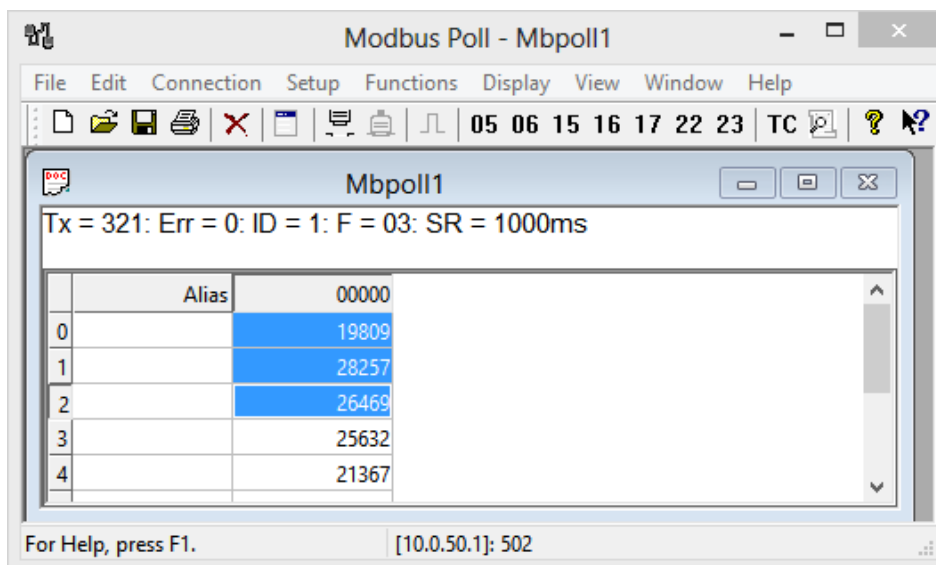 Modbus Poll - Mbpoll1
File Edit Connection Setup Functions Display View Window Help
05 06 15 16 17 22 23 TC
DOC Mbpoll1
Tx = 321: Err = 0: ID = 1: F = 03: SR = 1000ms
Alias 00000
0 19809
1 28257
2 26469
3 25632
4 21367
For Help, press F1. [10.0.50.1]: 502